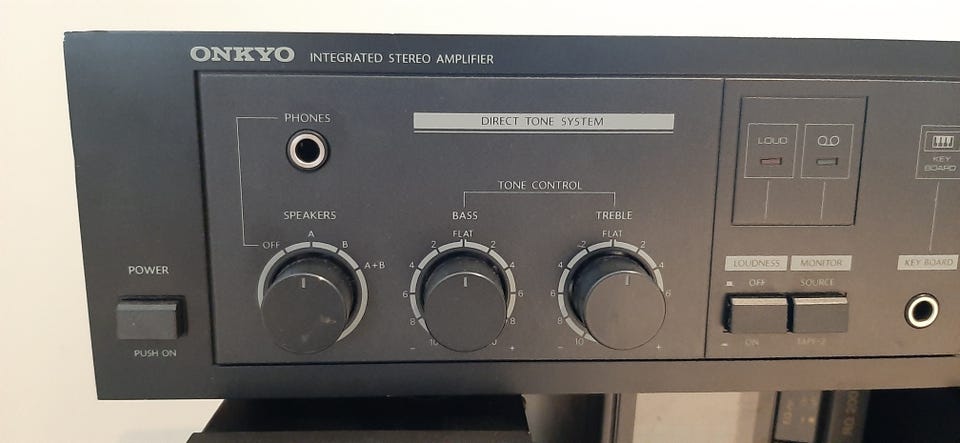 ONKYO INTEGRATED STEREO AMPLIFIER
PHONES
DIRECT TONE SYSTEM
LOUD
KEY
BOARD
TONE CONTROL
SPEAKERS
BASS
TREBLE
OFF A B A+B
FLAT
2 2
4 4
6 6
8 8
10
- +
FLAT
2 2
4 4
6 6
8
10
- +
LOUDNESS MONITOR
KEY BOARD
OFF SOURCE
ON TAPE-2
POWER
PUSH ON